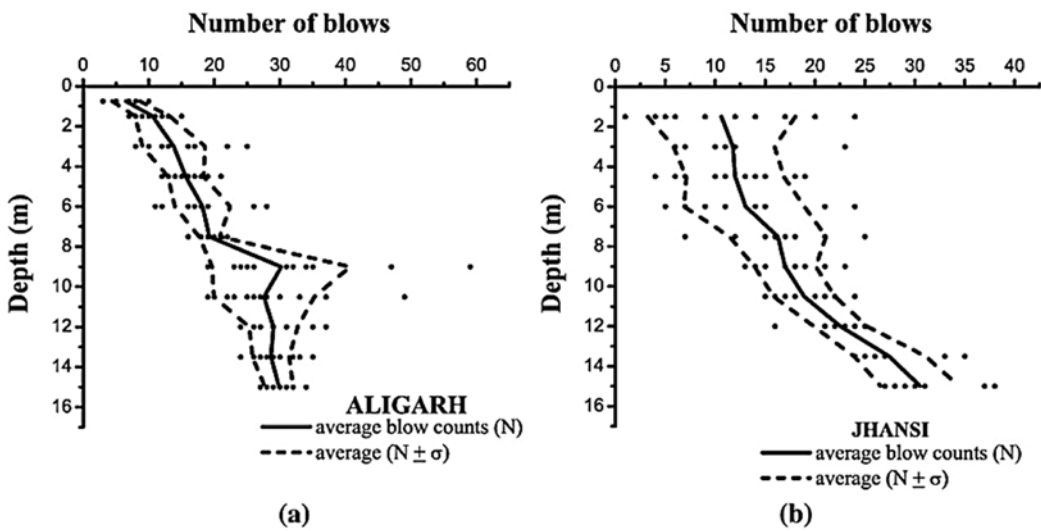 Number of blows
0 10 20 30 40 50 60
0
2
4
6
8
10
12
14
16
Depth (m)
ALIGARH
average blow counts (N)
average (N ± σ)
(a)
Number of blows
0 5 10 15 20 25 30 35 40
0
2
4
6
8
10
12
14
16
Depth (m)
JHANSI
average blow counts (N)
average (N ± σ)
(b)